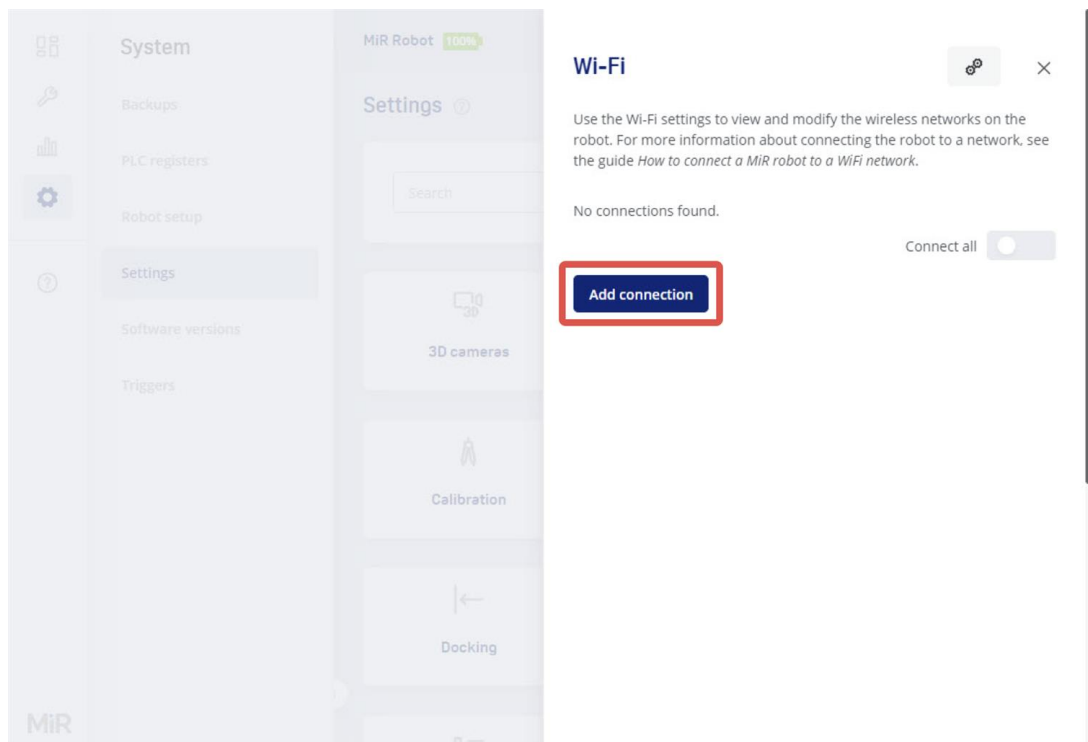 System
Backups
PLC registers
Robot setup
Settings
Software versions
Triggers
MiR
MiR Robot 100%
Settings
Search
3D
3D cameras
Calibration
Docking
Wi-Fi
Use the Wi-Fi settings to view and modify the wireless networks on the
robot. For more information about connecting the robot to a network, see
the guide How to connect a MiR robot to a WiFi network.
No connections found.
Connect all
Add connection